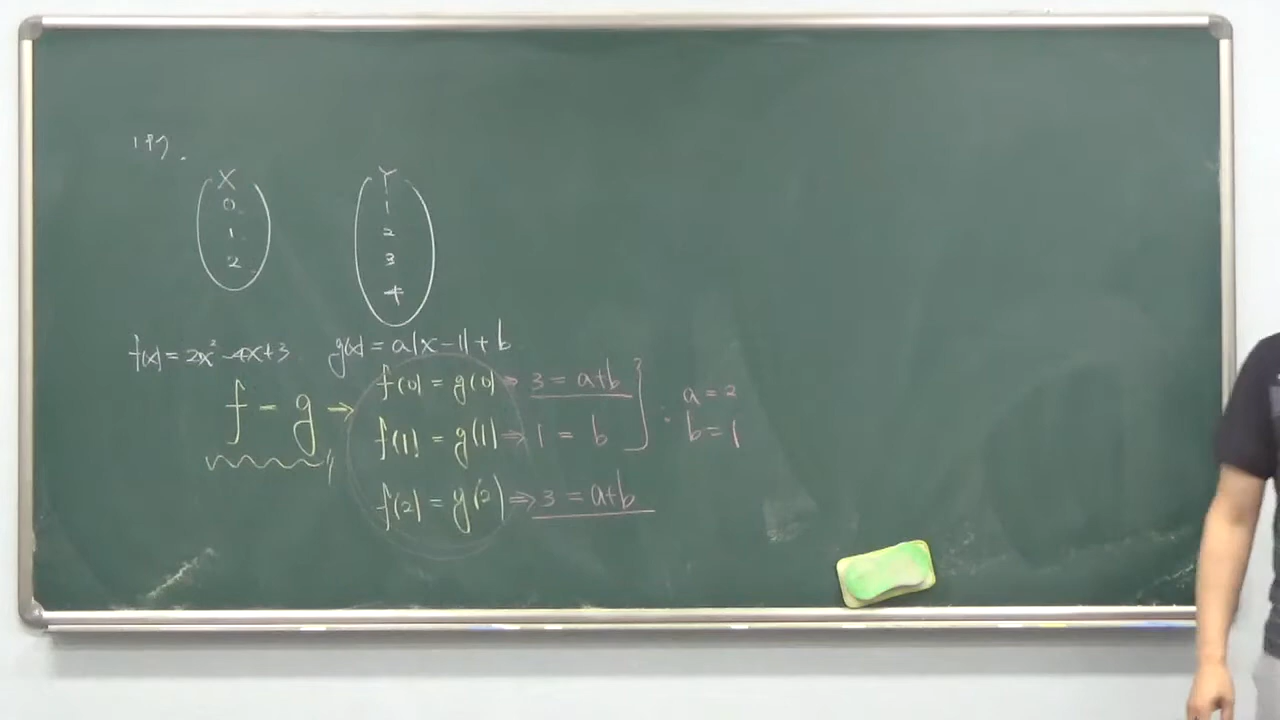 197.
X Y
0 1
1 2
2 3
4
f(x) = 2x² - 4x + 3 g(x) = a|x - 1| + b
f - g → f(0) = g(0) ⇒ 3 = a+b
f(1) = g(1) ⇒ 1 = b
∴ a = 2
b = 1
f(2) = g(2) ⇒ 3 = a+b